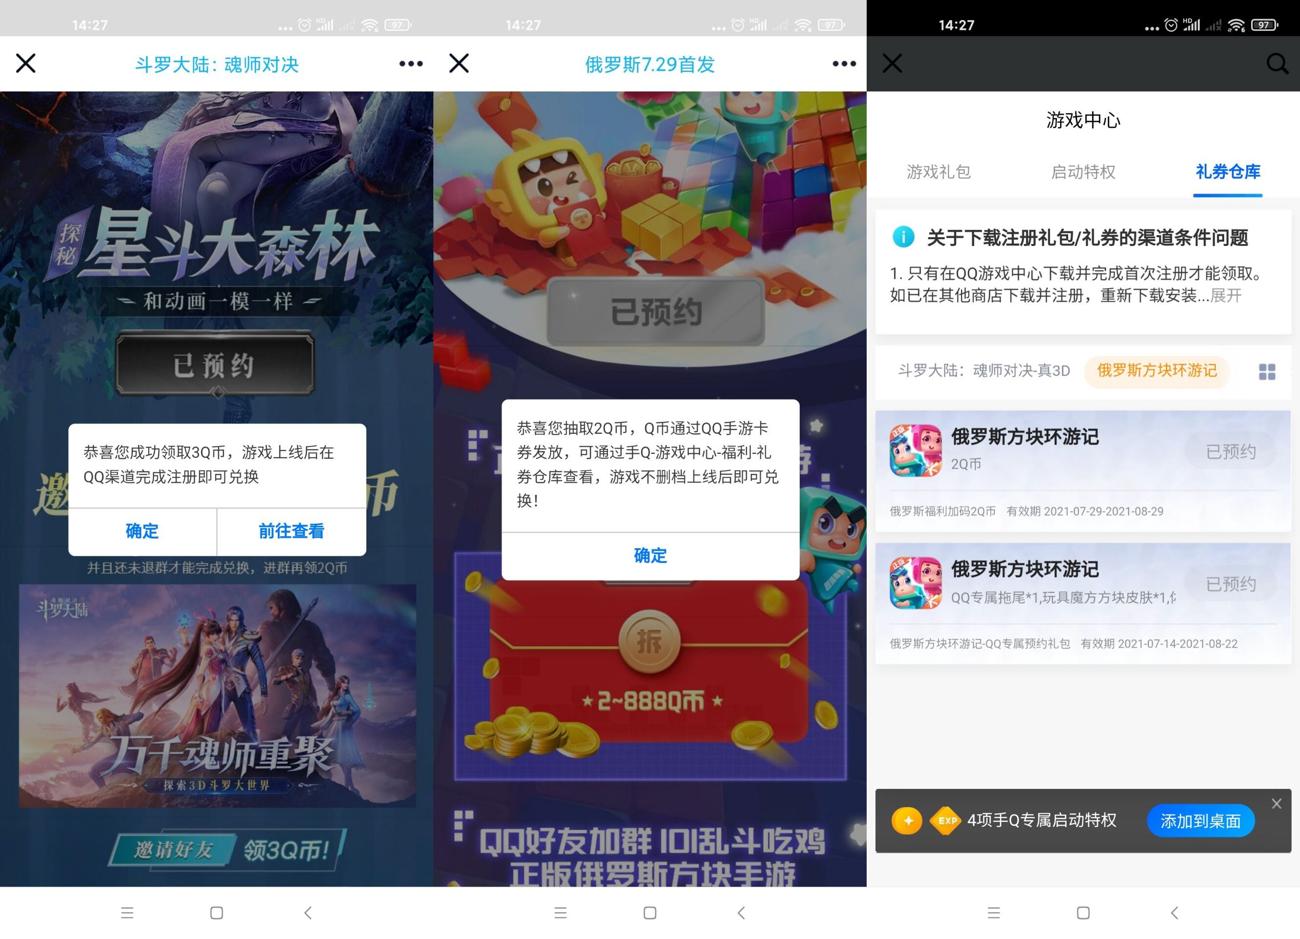 14:27
HD
97
斗罗大陆：魂师对决
探秘
星斗大森林
和动画一模一样
已预约
恭喜您成功领取3Q币，游戏上线后在
QQ渠道完成注册即可兑换
邀
币
确定
前往查看
并且还未退群才能完成兑换，进群再领2Q币
斗罗大陆
万千魂师重聚
探索3D斗罗大世界
邀请好友
领3Q币!
14:27
HD
97
俄罗斯7.29首发
已预约
恭喜您抽取2Q币，Q币通过QQ手游卡
券发放，可通过手Q-游戏中心-福利-礼
券仓库查看，游戏不删档上线后即可兑
换！
确定
拆
2~888Q币
QQ好友加群 101乱斗吃鸡
正版俄罗斯方块手游
14:27
HD
97
游戏中心
游戏礼包
启动特权
礼券仓库
关于下载注册礼包/礼券的渠道条件问题
1. 只有在QQ游戏中心下载并完成首次注册才能领取。
如已在其他商店下载并注册，重新下载安装...展开
斗罗大陆：魂师对决-真3D
俄罗斯方块环游记
俄罗斯方块环游记
2Q币
已预约
俄罗斯福利加码2Q币 有效期 2021-07-29-2021-08-29
俄罗斯方块环游记
QQ专属拖尾*1,玩具魔方方块皮肤*1,
已预约
俄罗斯方块环游记-QQ专属预约礼包 有效期 2021-07-14-2021-08-22
EXP
4项手Q专属启动特权
添加到桌面